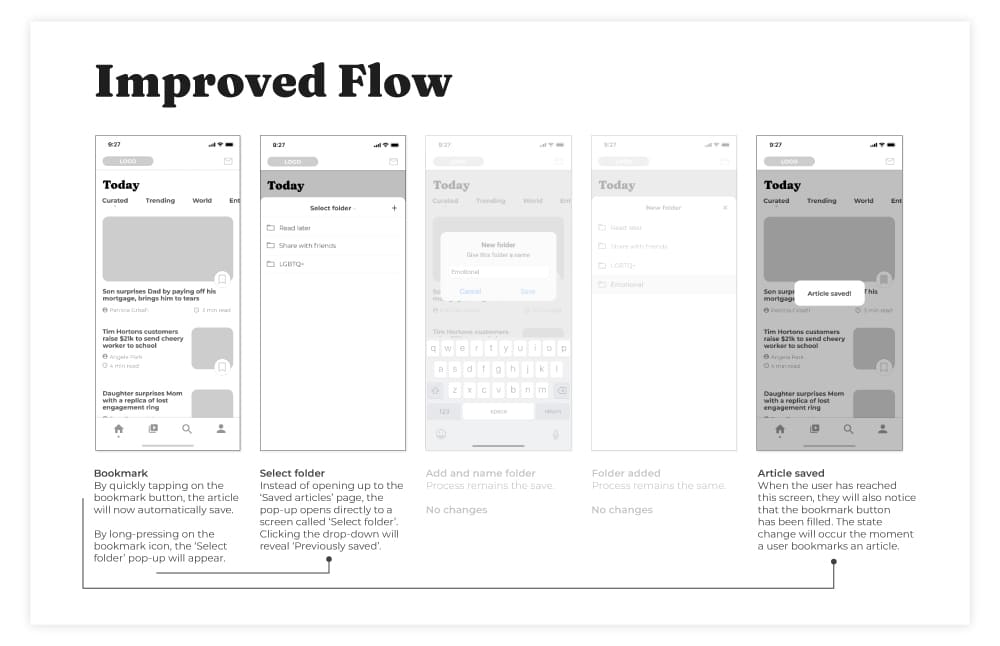 Improved Flow
9:27
LOGO
Today
Curated Trending World Ent
Son surprises Dad by paying off his
mortgage, brings him to tears
Patricia Grisafi 3 min read
Tim Hortons customers
raise $21k to send cheery
worker to school
Angela Park
4 min read
Daughter surprises Mom
with a replica of lost
engagement ring
9:27
LOGO
Today
Select folder
+
Read later
Share with friends
LGBTQ+
9:27
LOGO
Today
Curated Trending World Ent
New folder
Give this folder a name
Emotional
Cancel Save
Tim Hortons customers
q w e r t y u i o p
a s d f g h j k l
z x c v b n m
123 space return
9:27
LOGO
Today
New folder
Read later
Share with friends
LGBTQ+
Emotional
9:27
LOGO
Today
Curated Trending World Ent
Son surp
mortgage
Article saved!
f his
Patricia Grisafi 3 min read
Tim Hortons customers
raise $21k to send cheery
worker to school
Angela Park
4 min read
Daughter surprises Mom
with a replica of lost
engagement ring
Bookmark
By quickly tapping on the
bookmark button, the article
will now automatically save.
By long-pressing on the
bookmark icon, the ‘Select
folder’ pop-up will appear.
Select folder
Instead of opening up to the
‘Saved articles’ page, the
pop-up opens directly to a
screen called ‘Select folder’.
Clicking the drop-down will
reveal ‘Previously saved’.
Add and name folder
Process remains the save.
No changes
Folder added
Process remains the same.
No changes
Article saved
When the user has reached
this screen, they will also notice
that the bookmark button
has been filled. The state
change will occur the moment
a user bookmarks an article.